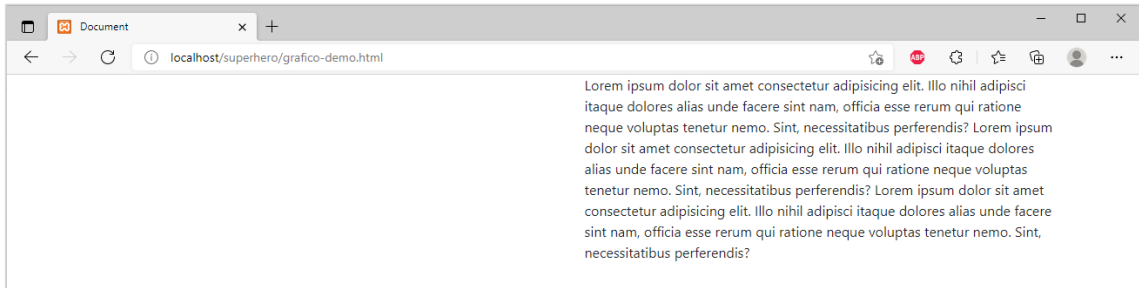 Document
localhost/superhero/grafico-demo.html
ABP
Lorem ipsum dolor sit amet consectetur adipisicing elit. Illo nihil adipisci
itaque dolores alias unde facere sint nam, officia esse rerum qui ratione
neque voluptas tenetur nemo. Sint, necessitatibus perferendis? Lorem ipsum
dolor sit amet consectetur adipisicing elit. Illo nihil adipisci itaque dolores
alias unde facere sint nam, officia esse rerum qui ratione neque voluptas
tenetur nemo. Sint, necessitatibus perferendis? Lorem ipsum dolor sit amet
consectetur adipisicing elit. Illo nihil adipisci itaque dolores alias unde facere
sint nam, officia esse rerum qui ratione neque voluptas tenetur nemo. Sint,
necessitatibus perferendis?